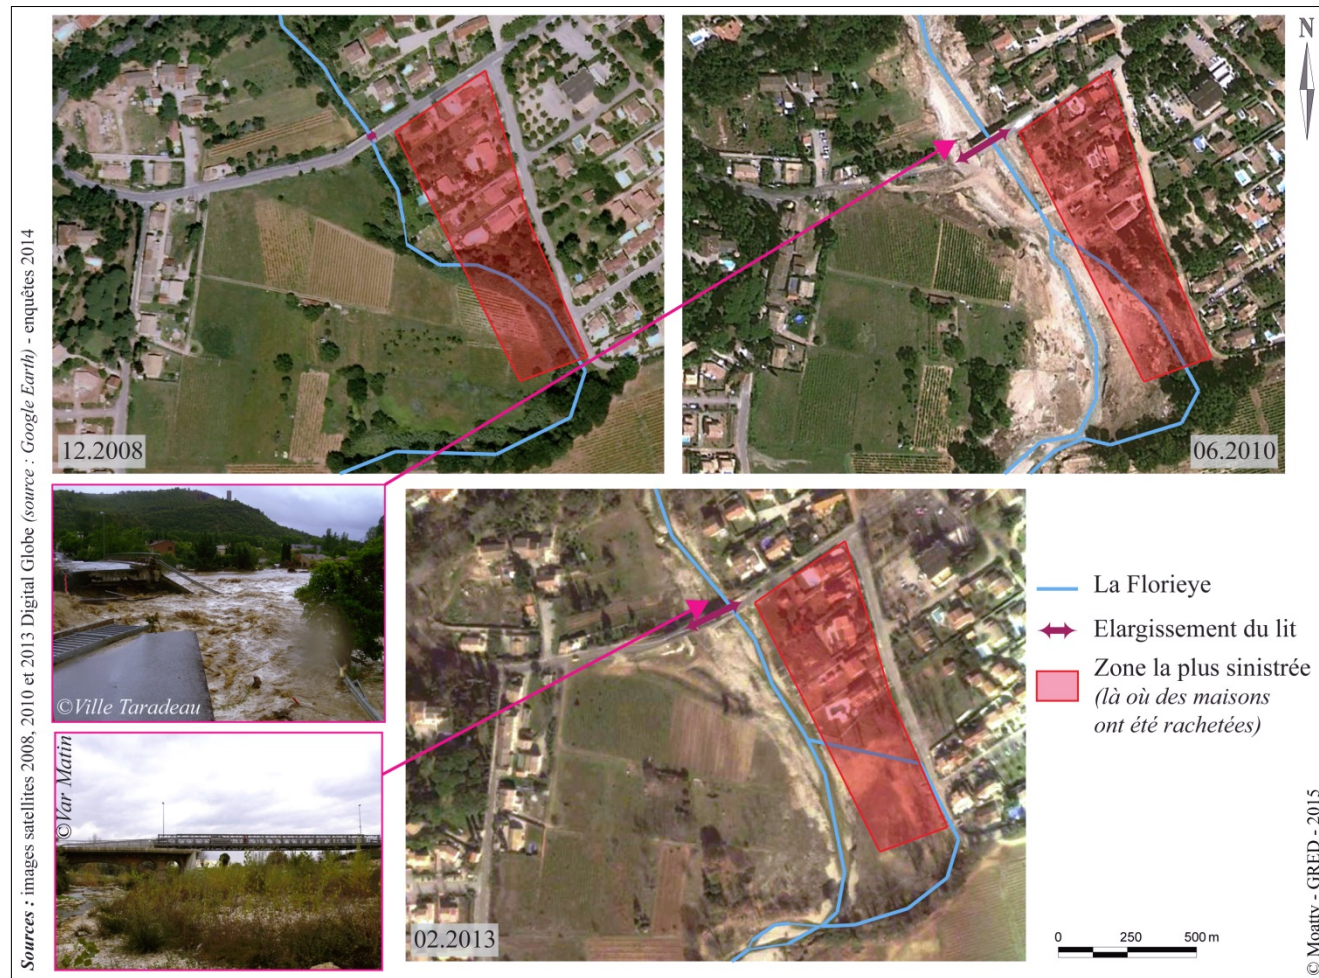 N
12.2008
06.2010
©Ville Taradeau
©Var Matin
02.2013
La Florieye
Elargissement du lit
Zone la plus sinistrée
(là où des maisons
ont été rachetées)
0 250 500 m
Sources : images satellites 2008, 2010 et 2013 Digital Globe (source : Google Earth) - enquêtes 2014
© Moatty - GRED - 2015